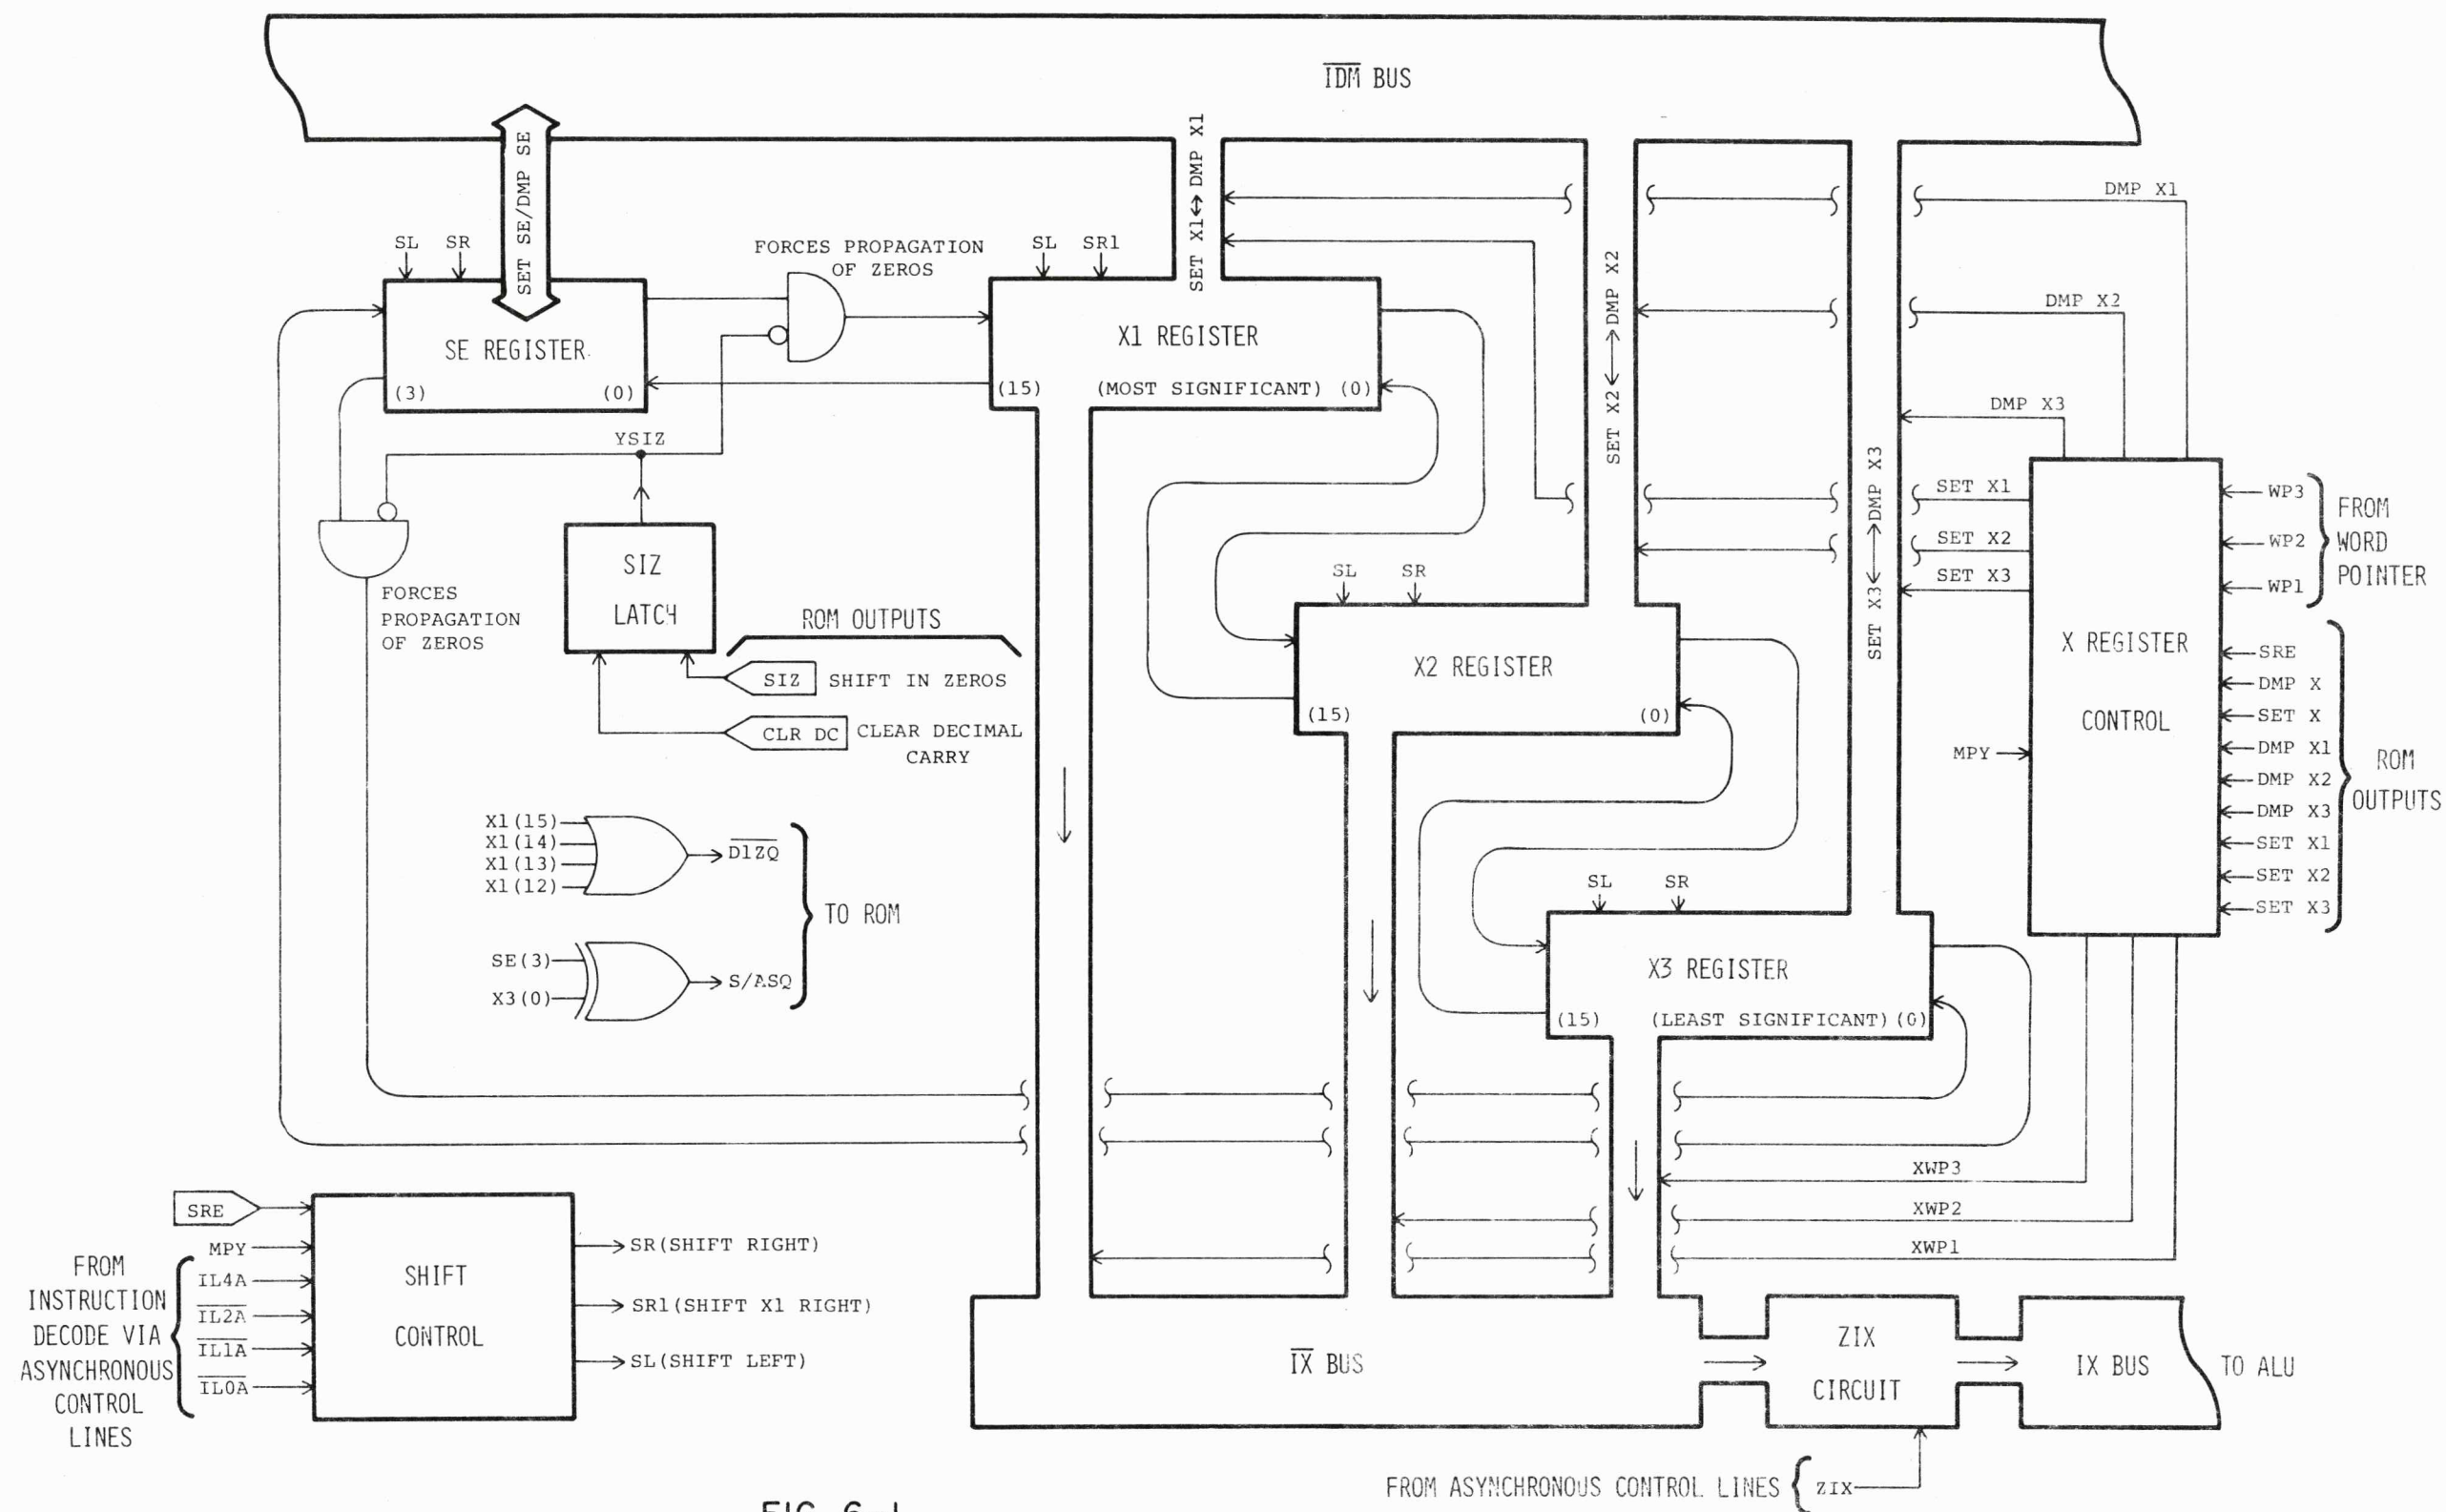 IDM BUS
SET SE/DMP SE
SET X1↔DMP X1
SET X2↔DMP X2
SET X3↔DMP X3
DMP X1
DMP X2
DMP X3
SL SR
FORCES PROPAGATION
OF ZEROS
SL SR1
SE REGISTER
(3) (0)
X1 REGISTER
(15) (MOST SIGNIFICANT) (0)
YSIZ
SIZ
LATCH
FORCES
PROPAGATION
OF ZEROS
ROM OUTPUTS
SIZ SHIFT IN ZEROS
CLR DC CLEAR DECIMAL
CARRY
SL SR
X2 REGISTER
(15) (0)
SET X1
SET X2
SET X3
X REGISTER
CONTROL
MPY
WP3
WP2
WP1
FROM
WORD
POINTER
SRE
DMP X
SET X
DMP X1
DMP X2
DMP X3
SET X1
SET X2
SET X3
ROM
OUTPUTS
X1(15)
X1(14)
X1(13)
X1(12)
D1ZQ
SE(3)
X3(0)
S/ASQ
TO ROM
SL SR
X3 REGISTER
(15) (LEAST SIGNIFICANT) (0)
XWP3
XWP2
XWP1
SRE
MPY
IL4A
IL2A
IL1A
IL0A
FROM
INSTRUCTION
DECODE VIA
ASYNCHRONOUS
CONTROL
LINES
SHIFT
CONTROL
SR(SHIFT RIGHT)
SR1(SHIFT X1 RIGHT)
SL(SHIFT LEFT)
IX BUS
ZIX
CIRCUIT
IX BUS
TO ALU
FROM ASYNCHRONOUS CONTROL LINES { ZIX
FIG 6-1